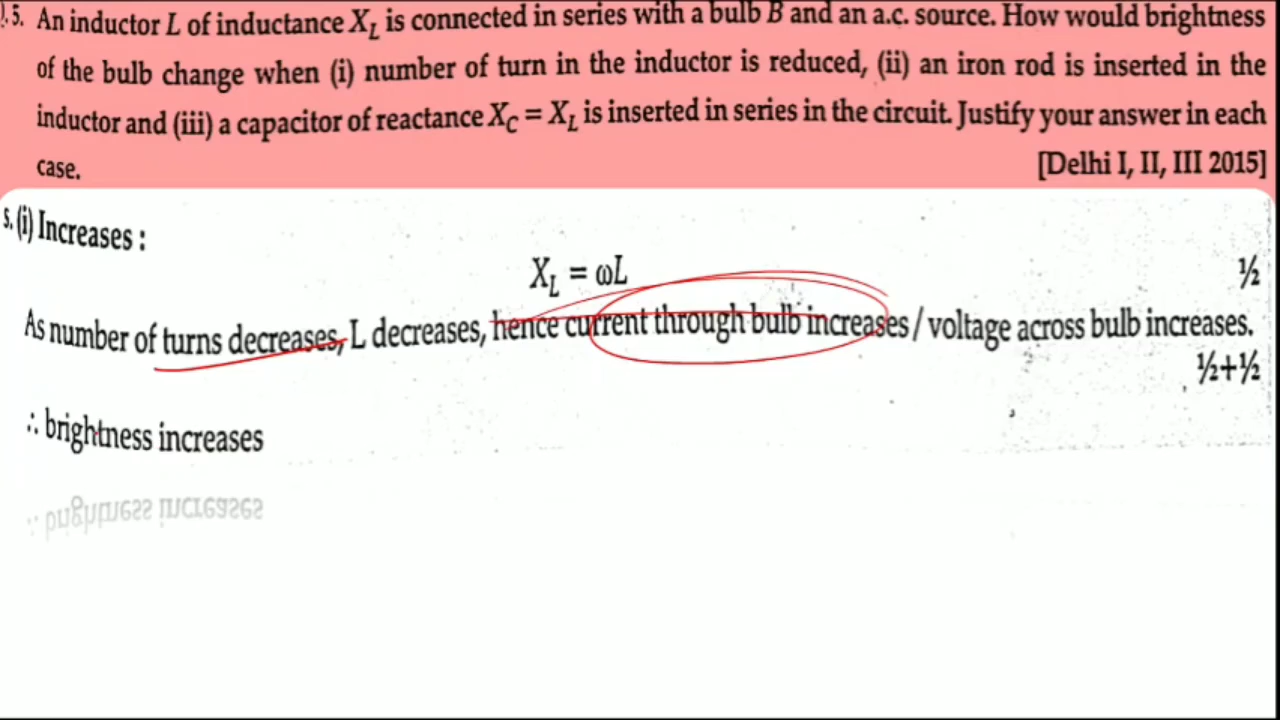 ).5. An inductor L of inductance X_L is connected in series with a bulb B and an a.c. source. How would brightness
of the bulb change when (i) number of turn in the inductor is reduced, (ii) an iron rod is inserted in the
inductor and (iii) a capacitor of reactance X_C = X_L is inserted in series in the circuit. Justify your answer in each
case. [Delhi I, II, III 2015]
5. (i) Increases :
X_L = ωL ½
As number of turns decreases, L decreases, hence current through bulb increases / voltage across bulb increases.
½+½
∴ brightness increases